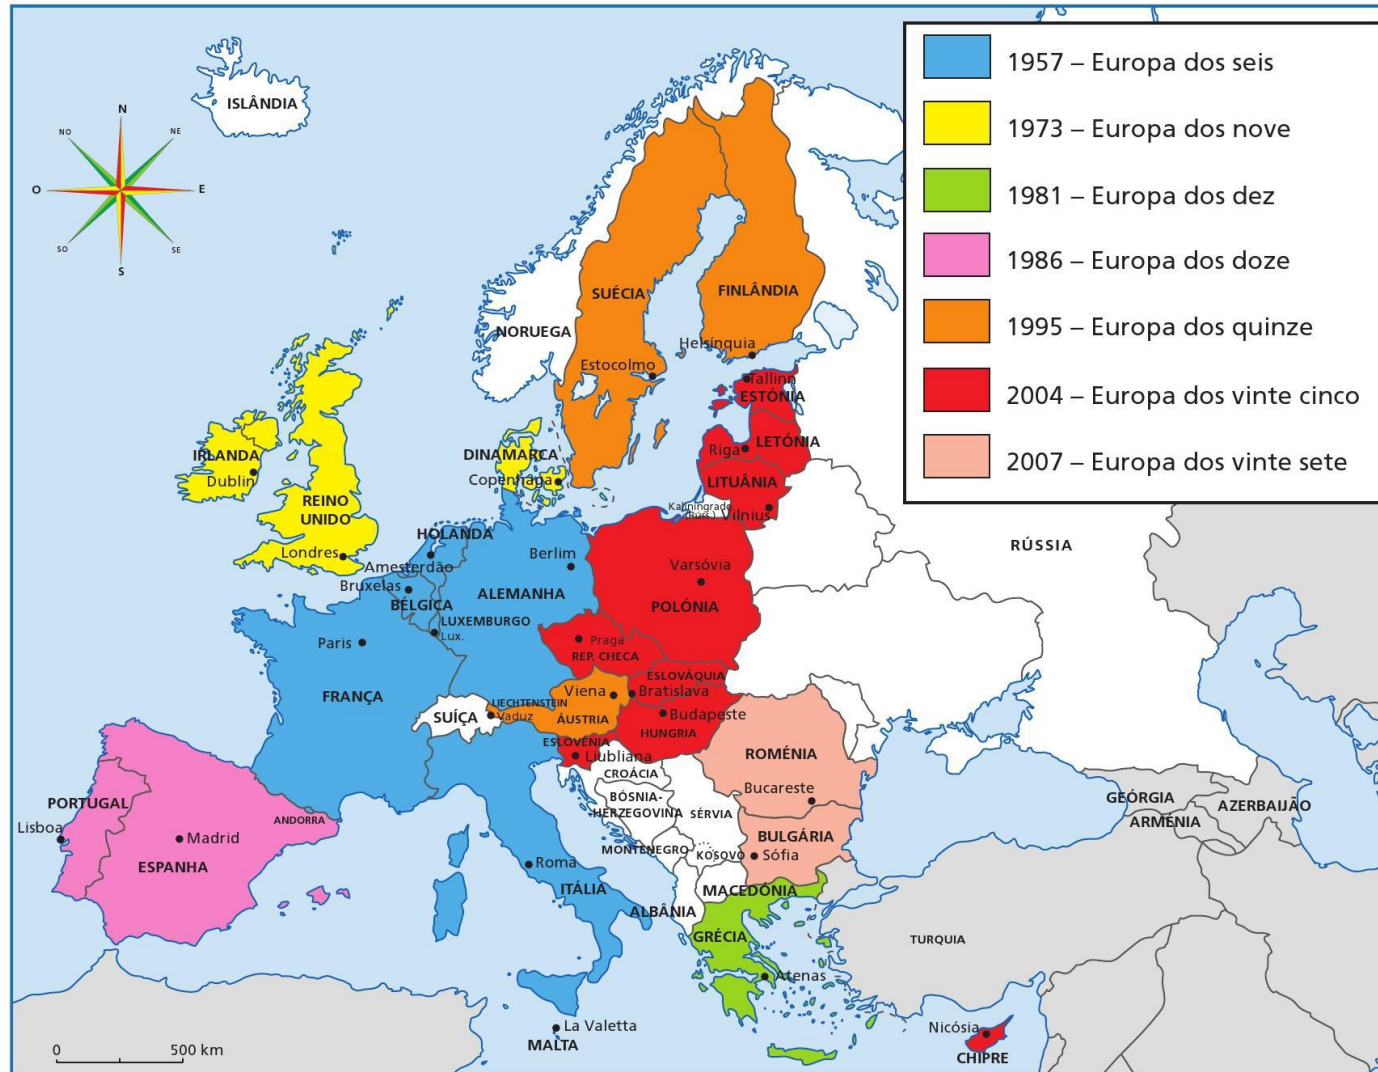 ISLÂNDIA
N
NO
NE
O
E
SO
SE
S
1957 – Europa dos seis
1973 – Europa dos nove
1981 – Europa dos dez
1986 – Europa dos doze
1995 – Europa dos quinze
2004 – Europa dos vinte cinco
2007 – Europa dos vinte sete
SUÉCIA
FINLÂNDIA
NORUEGA
Helsínquia
Estocolmo
Tallinn
ESTÓNIA
LETÓNIA
Riga
IRLANDA
Dublin
DINAMARCA
Copenhaga
LITUÂNIA
Kaliningrado
(Russ.)
Vilnius
REINO
UNIDO
Londres
HOLANDA
Amesterdão
Bruxelas
BÉLGICA
Berlim
ALEMANHA
Varsóvia
POLÓNIA
RÚSSIA
LUXEMBURGO
Lux.
Paris
Praga
REP. CHECA
FRANÇA
ESLOVÁQUIA
Bratislava
Viena
LIECHTENSTEIN
Vaduz
SUÍÇA
ÁUSTRIA
Budapeste
HUNGRIA
ESLOVÉNIA
Liubliana
CROÁCIA
ROMÉNIA
Bucareste
BÓSNIA-
HERZEGOVINA
SÉRVIA
MONTENEGRO
KOSOVO
BULGÁRIA
Sófia
GEÓRGIA
ARMÉNIA
AZERBAIJÃO
PORTUGAL
Lisboa
ANDORRA
Madrid
ESPANHA
Roma
ITÁLIA
MACEDÓNIA
ALBÂNIA
GRÉCIA
Atenas
TURQUIA
La Valetta
MALTA
Nicósia
CHIPRE
0
500 km